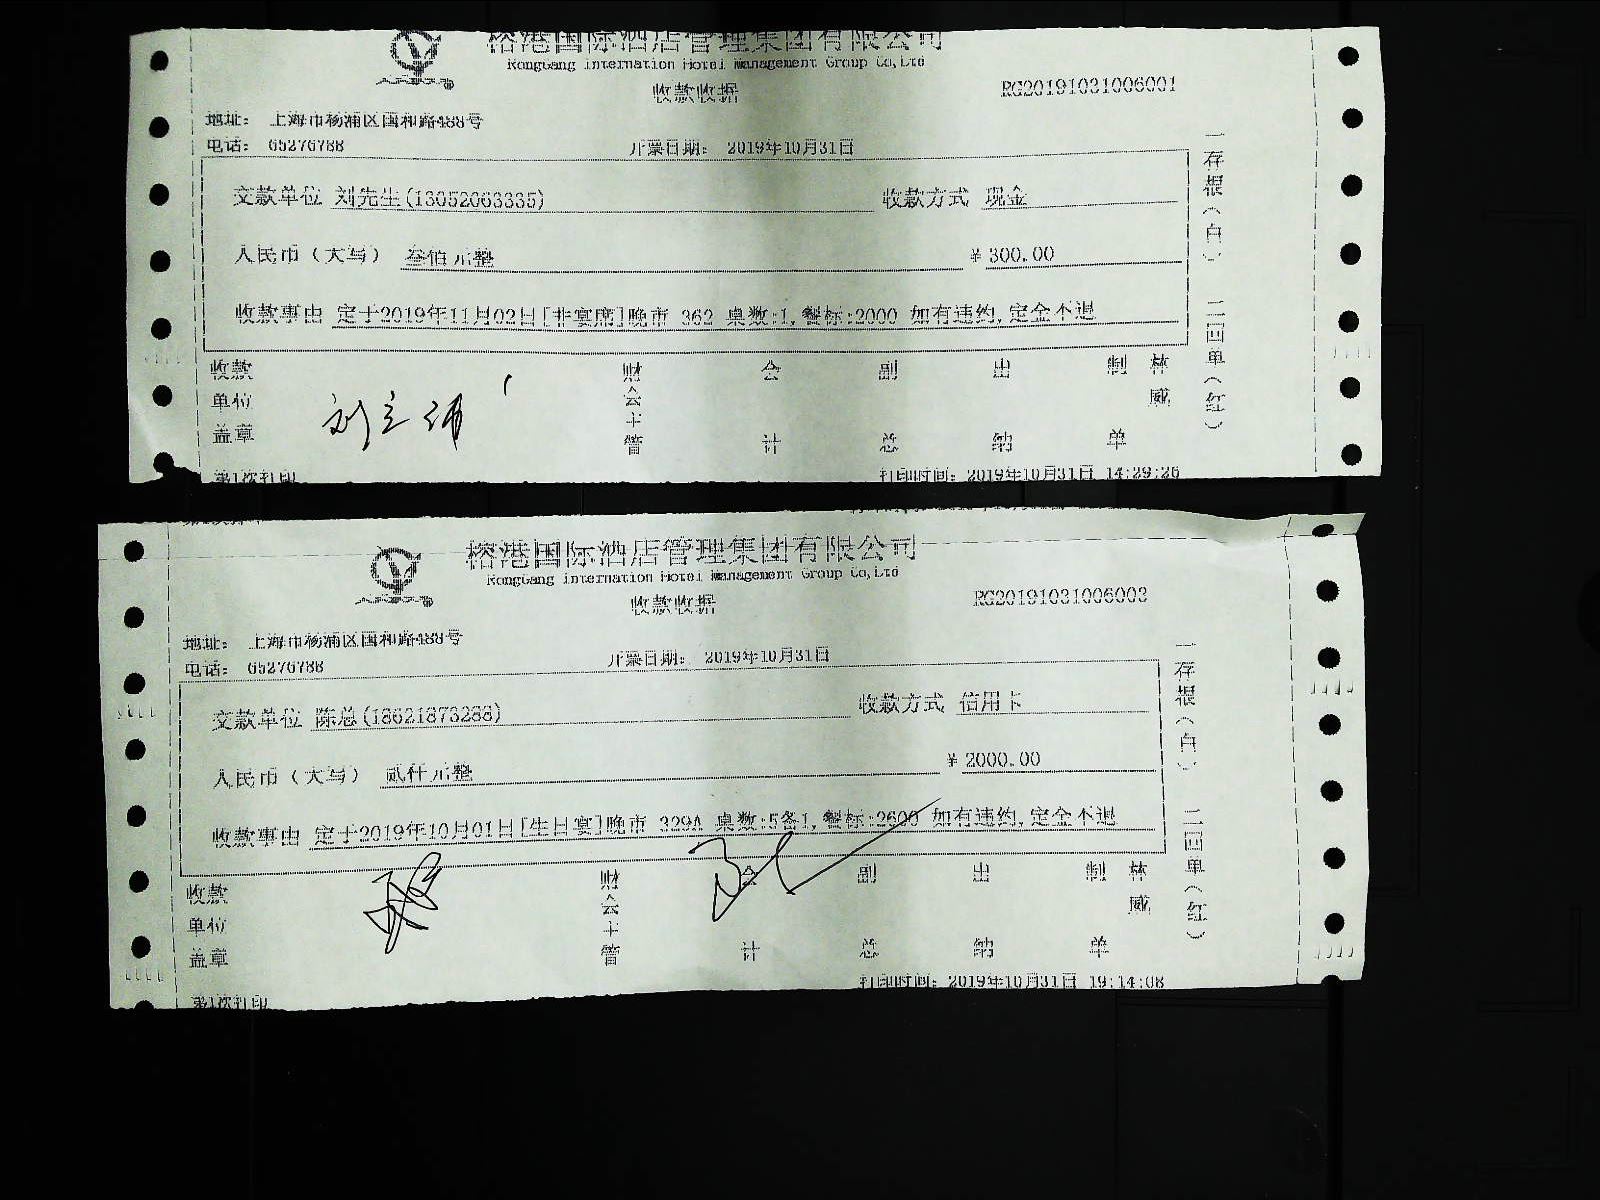 榕港国际酒店管理集团有限公司
RongGang Internation Hotel Management Group Co,Ltd
收款收据 RG20191031006001
地址： 上海市杨浦区国和路488号
电话： 65276788 开票日期： 2019年10月31日
交款单位 刘先生(13052063335) 收款方式 现金
人民币（大写） 叁佰元整 ￥300.00
收款事由 定于2019年11月02日[非宴席]晚市 362 桌数:1,餐标:2000 如有违约,定金不退
收款单位盖章 财会主管 会计 副总 出纳 制单 林威
一存根（白） 二回单（红）
第1次打印 打印时间： 2019年10月31日 14:29:26
榕港国际酒店管理集团有限公司
RongGang Internation Hotel Management Group Co,Ltd
收款收据 RG20191031006003
地址： 上海市杨浦区国和路488号
电话： 65276788 开票日期： 2019年10月31日
交款单位 陈总(18621873288) 收款方式 信用卡
人民币（大写） 贰仟元整 ￥2000.00
收款事由 定于2019年10月01日[生日宴]晚市 329A 桌数:5备1,餐标:2600 如有违约,定金不退
收款单位盖章 财会主管 会计 副总 出纳 制单 林威
一存根（白） 二回单（红）
第1次打印 打印时间： 2019年10月31日 19:14:08